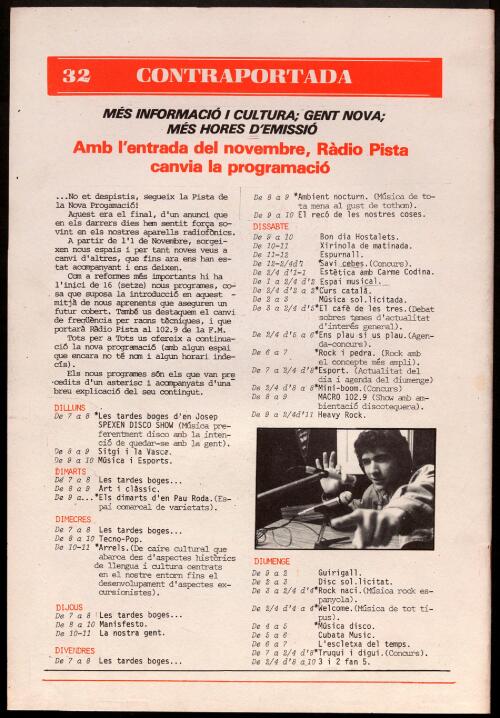 32 CONTRAPORTADA
MÉS INFORMACIÓ I CULTURA; GENT NOVA;
MÉS HORES D'EMISSIÓ
Amb l'entrada del novembre, Ràdio Pista
canvia la programació
...No et despistis, segueix la Pista de
la Nova Progamació!
Aquest era el final, d'un anunci que
en els darrers dies hem sentit força so-
vint en els nostres aparells radiofònics.
A partir de l'1 de Novembre, sorgei-
xen nous espais i per tant noves veus a
canvi d'altres, que fins ara ens han es-
tat acompanyant i ens deixen.
Com a reformes més importants hi ha
l'inici de 16 (setze) nous programes, co-
sa que suposa la introducció en aquest
mitjà de nous aprenents que aseguren un
futur cobert. També us destaquem el canvi
de freqüència per raons tècniques, i que
portarà Ràdio Pista al 102.9 de la F.M.
Tots per a Tots us ofereix a continua-
ció la nova programació (amb algun espai
que encara no té nom i algun horari inde-
cís).
Els nous programes són els que van pre
cedits d'un asterisc i acompanyats d'una
breu explicació del seu contingut.
DILLUNS
De 7 a 8 *Les tardes boges d'en Josep
SPEXEN DISCO SHOW (Música pre-
ferentment disco amb la inten-
ció de quedar-se amb la gent).
De 8 a 9 Sitgi i la Vasca.
De 9 a 10 Música i Esports.
DIMARTS
De 7 a 8 Les tardes boges...
De 8 a 9 Art i clàssic.
De 9 a...*Els dimarts d'en Pau Roda.(Es-
pai comarcal de varietats).
DIMECRES
De 7 a 8 Les tardes boges...
De 8 a 10 Tecno-Pop.
De 10-11 *Arrels.(De caire cultural que
abarca des d'aspectes històrics
de llengua i cultura centrats
en el nostre entorn fins el
desenvolupament d'aspectes ex-
cursionistes).
DIJOUS
De 7 a 8 Les tardes boges...
De 8 a 10 Manisfesto.
De 10-11 La nostra gent.
DIVENDRES
De 7 a 8 Les tardes boges...
De 8 a 9 *Ambient nocturn. (Música de to-
ta mena al gust de tothom).
De 9 a 10 El recó de les nostres coses.
DISSABTE
De 9 a 10 Bon dia Hostalets.
De 10-11 Xirinola de matinada.
De 11-12 Espurnall.
De 12-2/4d'1 *Savi cebes.(Concurs).
De 2/4 d'1-1 Estètica amb Carme Codina.
De 1 a 2/4 d'2 Espai musical.
De 2/4 d'2 a 2*Curs català.
De 2 a 3 Música sol.licitada.
De 3 a 2/4 d'5*El café de les tres.(Debat
sobres temes d'actualitat
d'interés general).
De 2/4 d'5 a 6*Ens plau si us plau.(Agen-
da-concurs).
De 6 a 7 *Rock i pedra. (Rock amb
el concepte més ampli).
De 7 a 2/4 d'8*Esport. (Actualitat del
dia i agenda del diumenge)
De 2/4 d'8 a 8*Mini-boom.(Concurs)
De 8 a 9 MACRO 102.9 (Show amb am-
bientació discotequera).
De 9 a 2/4d'11 Heavy Rock.
DIUMENGE
De 9 a 2 Guirigall.
De 2 a 3 Disc sol.licitat.
De 3 a 2/4 d'4*Rock nací.(Música rock es-
panyola).
De 2/4 d'4 a 4*Welcome.(Música de tot tí-
pus).
De 4 a 5 *Música disco.
De 5 a 6 Cubata Music.
De 6 a 7 L'escletxa del temps.
De 7 a 2/4 d'8*Truqui i digui.(Concurs).
De 2/4 d'8 a 10 3 i 2 fan 5.